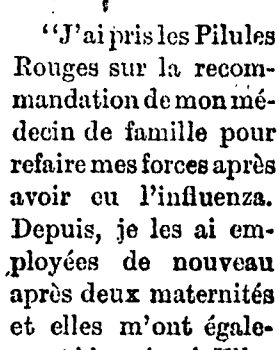 “J’ai pris les Pilules
Rouges sur la recom-
mandation de mon mé-
decin de famille pour
refaire mes forces après
avoir eu l’influenza.
Depuis, je les ai em-
ployées de nouveau
après deux maternités
et elles m’ont égale-